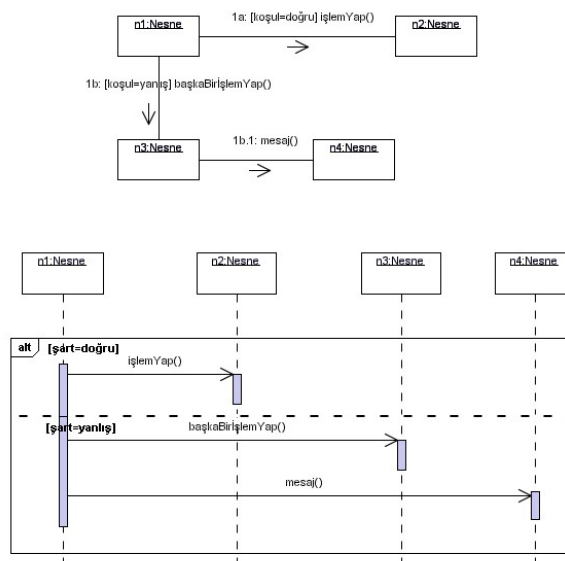 1a: [koşul=doğru] işlemYap()
n1:Nesne
n2:Nesne
1b: [koşul=yanlış] başkaBirİşlemYap()
1b.1: mesaj()
n3:Nesne
n4:Nesne
n1:Nesne
n2:Nesne
n3:Nesne
n4:Nesne
alt
[şart=doğru]
işlemYap()
[şart=yanlış]
başkaBirİşlemYap()
mesaj()